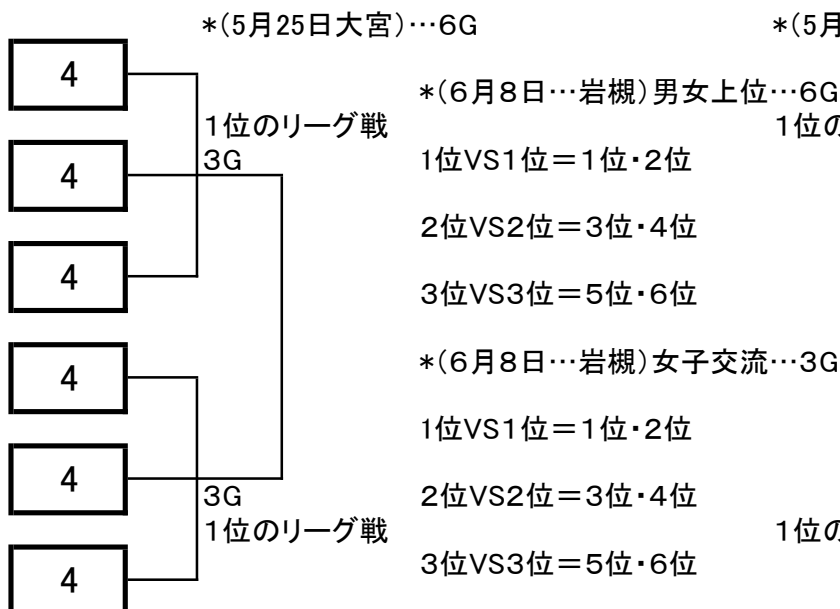 *(5月25日大宮)…6G
*(5月
4
*(6月8日…岩槻)男女上位…6G
1位のリーグ戦
1位の
4
3G
1位VS1位=1位・2位
2位VS2位=3位・4位
4
3位VS3位=5位・6位
4
*(6月8日…岩槻)女子交流…3G
1位VS1位=1位・2位
4
3G
2位VS2位=3位・4位
1位のリーグ戦
1位の
4
3位VS3位=5位・6位